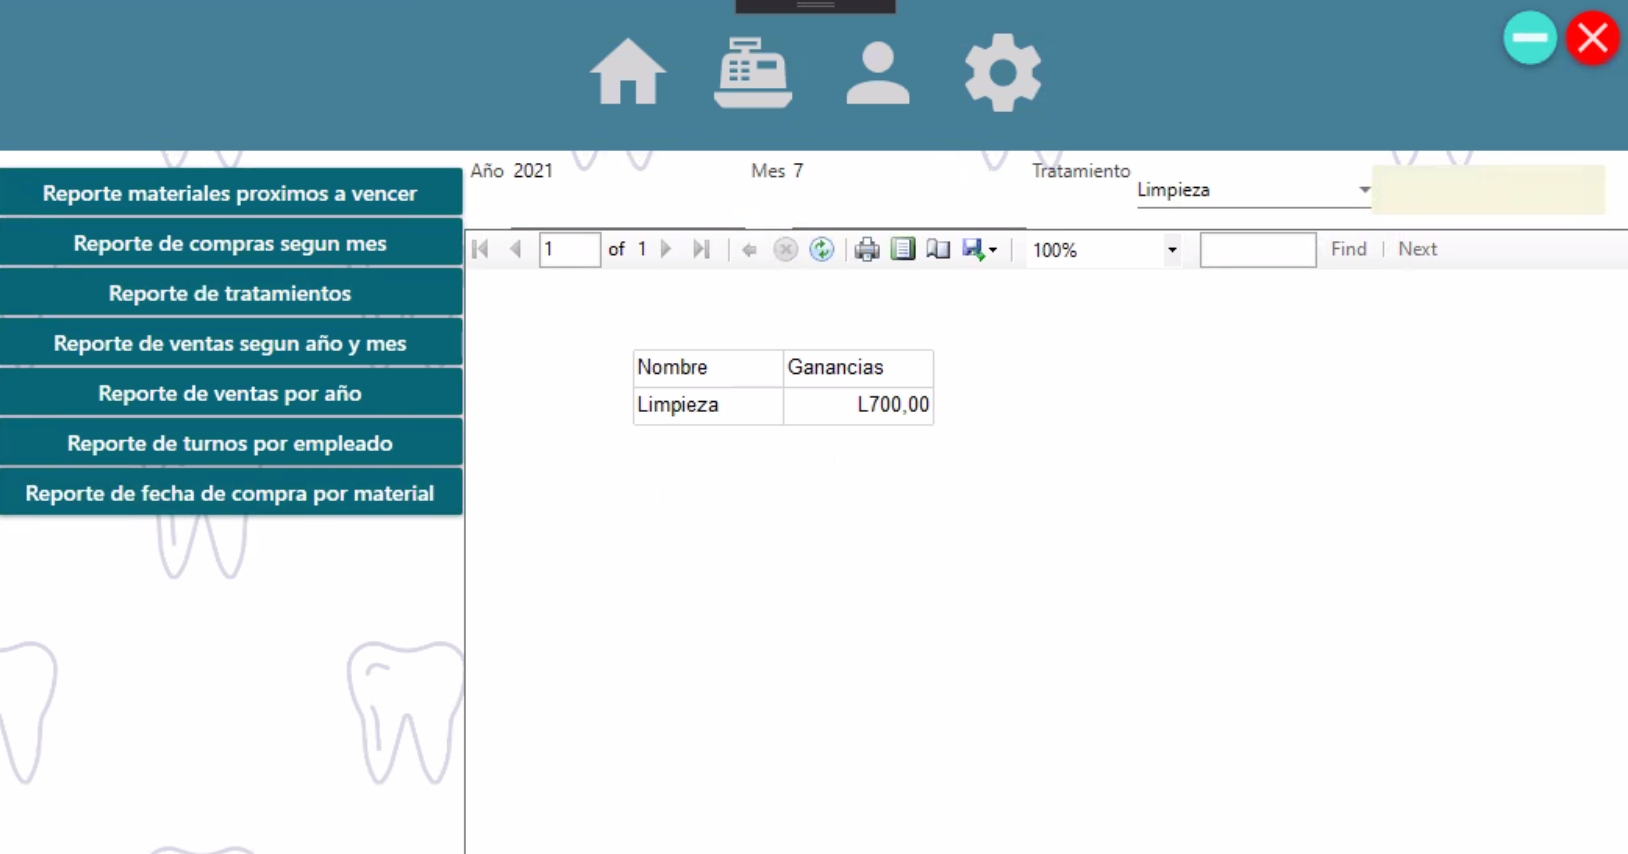 Año 2021 Mes 7 Tratamiento Limpieza
Reporte materiales proximos a vencer
Reporte de compras segun mes
Reporte de tratamientos
Reporte de ventas segun año y mes
Reporte de ventas por año
Reporte de turnos por empleado
Reporte de fecha de compra por material
1 of 1 100% Find | Next
Nombre Ganancias
Limpieza L700,00